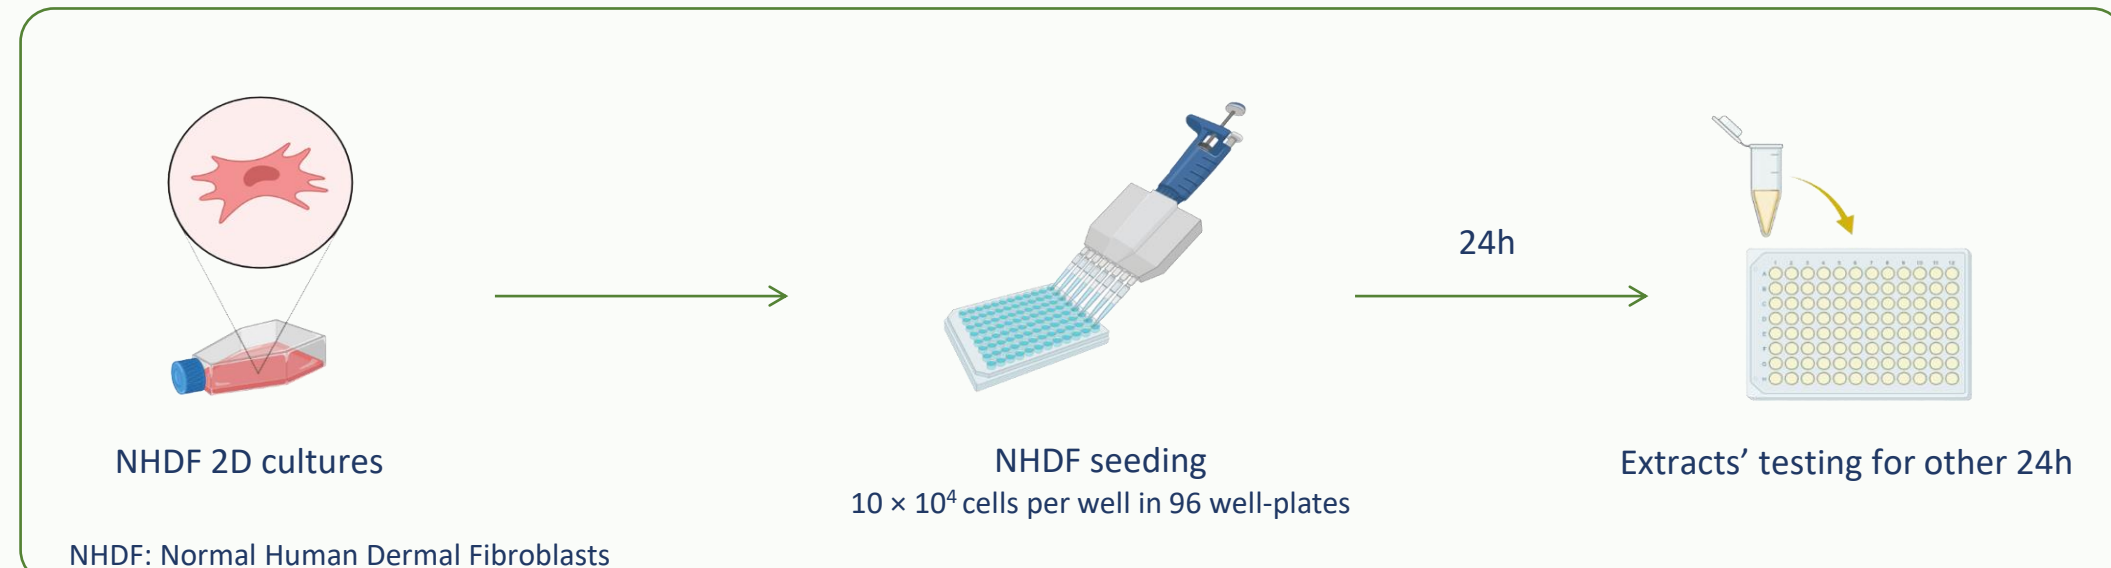 24h
NHDF 2D cultures
NHDF seeding
10 × 10⁴ cells per well in 96 well-plates
Extracts’ testing for other 24h
NHDF: Normal Human Dermal Fibroblasts